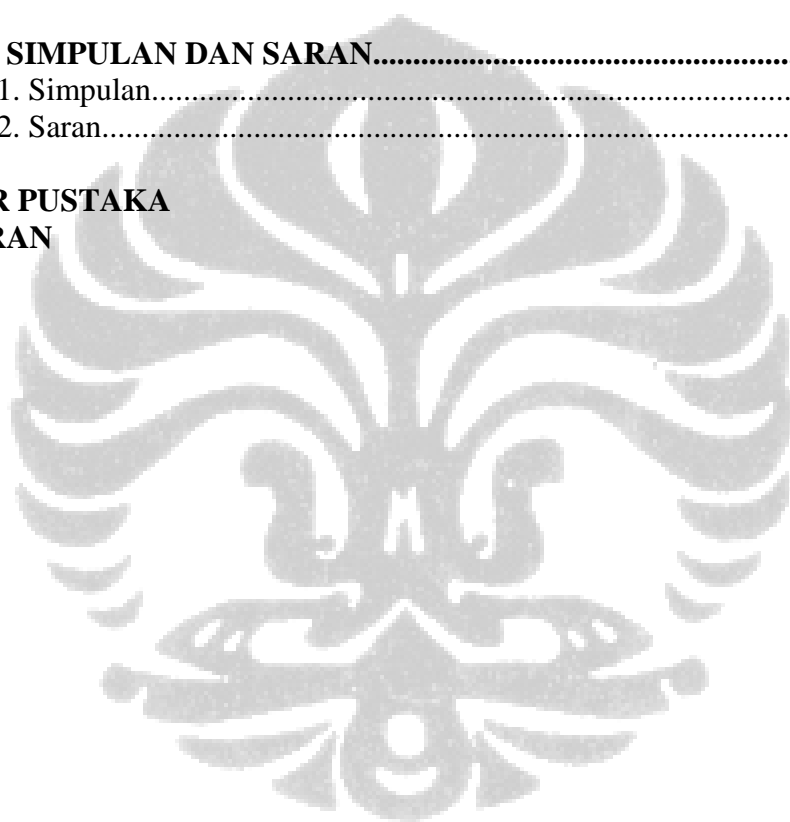 SIMPULAN DAN SARAN....................................................
1. Simpulan................................................................................
2. Saran......................................................................................
R PUSTAKA
RAN